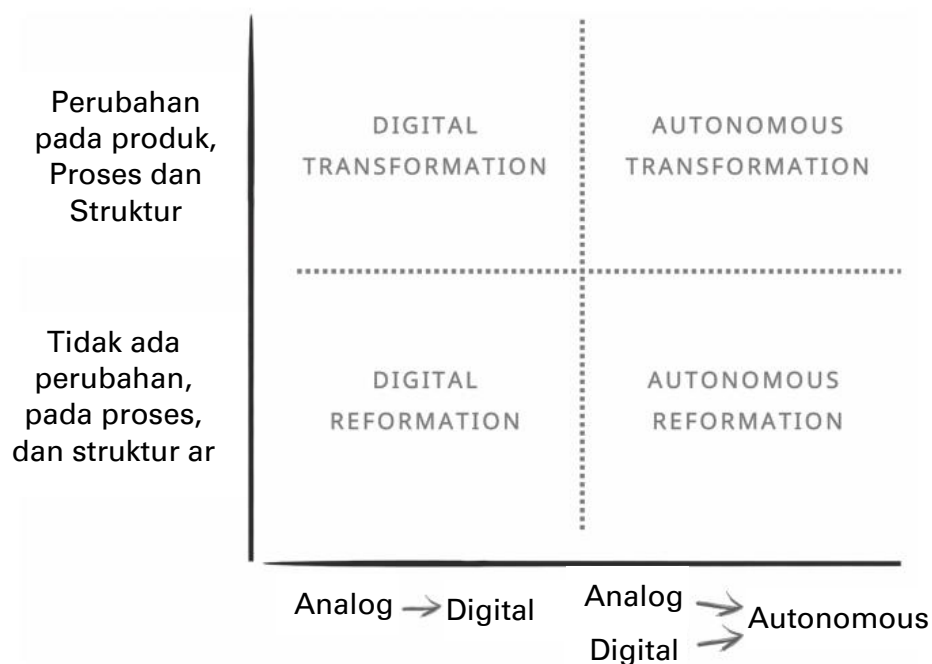 Perubahan
pada produk,
Proses dan
Struktur
DIGITAL
TRANSFORMATION
AUTONOMOUS
TRANSFORMATION
Tidak ada
perubahan,
pada proses,
dan struktur ar
DIGITAL
REFORMATION
AUTONOMOUS
REFORMATION
Analog → Digital
Analog
Digital
Autonomous